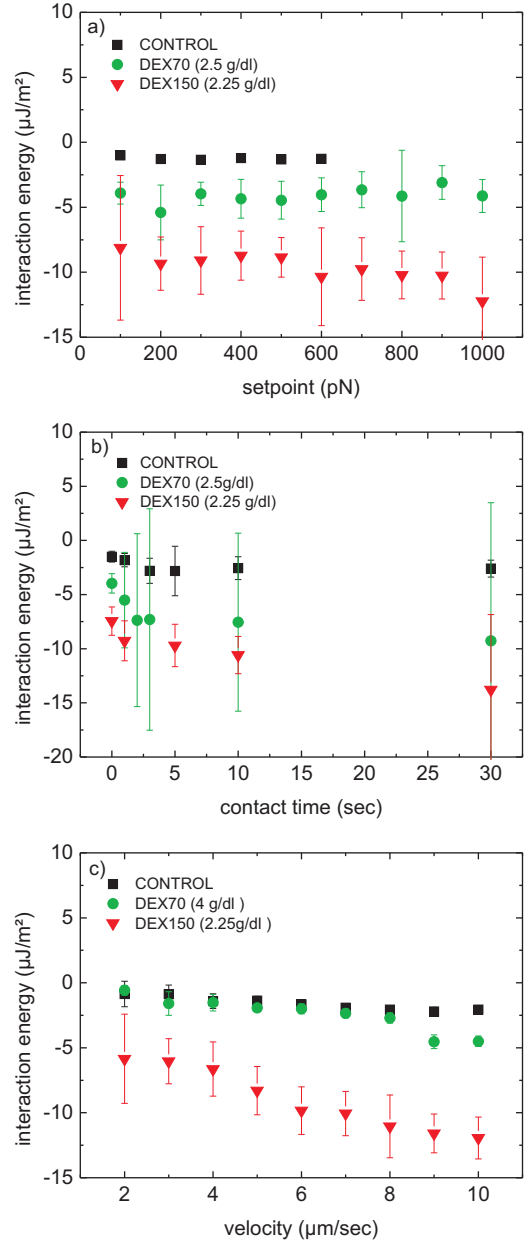 10
a)
CONTROL
DEX70 (2.5 g/dl)
DEX150 (2.25 g/dl)
5
0
-5
-10
-15
interaction energy (µJ/m²)
0 200 400 600 800 1000
setpoint (pN)
10
b)
CONTROL
DEX70 (2.5g/dl)
DEX150 (2.25 g/dl)
5
0
-5
-10
-15
-20
interaction energy (µJ/m²)
0 5 10 15 20 25 30
contact time (sec)
10
c)
CONTROL
DEX70 (4 g/dl )
DEX150 (2.25g/dl )
5
0
-5
-10
-15
interaction energy (µJ/m²)
2 4 6 8 10
velocity (µm/sec)